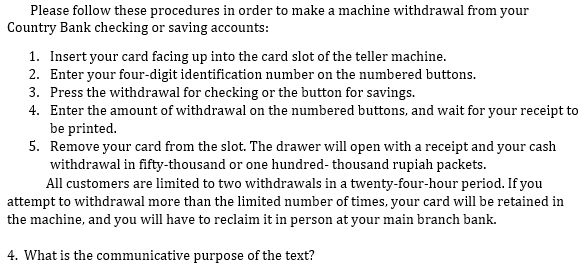 Please follow these procedures in order to make a machine withdrawal from your
Country Bank checking or saving accounts:
1. Insert your card facing up into the card slot of the teller machine.
2. Enter your four-digit identification number on the numbered buttons.
3. Press the withdrawal for checking or the button for savings.
4. Enter the amount of withdrawal on the numbered buttons, and wait for your receipt to
be printed.
5. Remove your card from the slot. The drawer will open with a receipt and your cash
withdrawal in fifty-thousand or one hundred- thousand rupiah packets.
All customers are limited to two withdrawals in a twenty-four-hour period. If you
attempt to withdrawal more than the limited number of times, your card will be retained in
the machine, and you will have to reclaim it in person at your main branch bank.
4. What is the communicative purpose of the text?